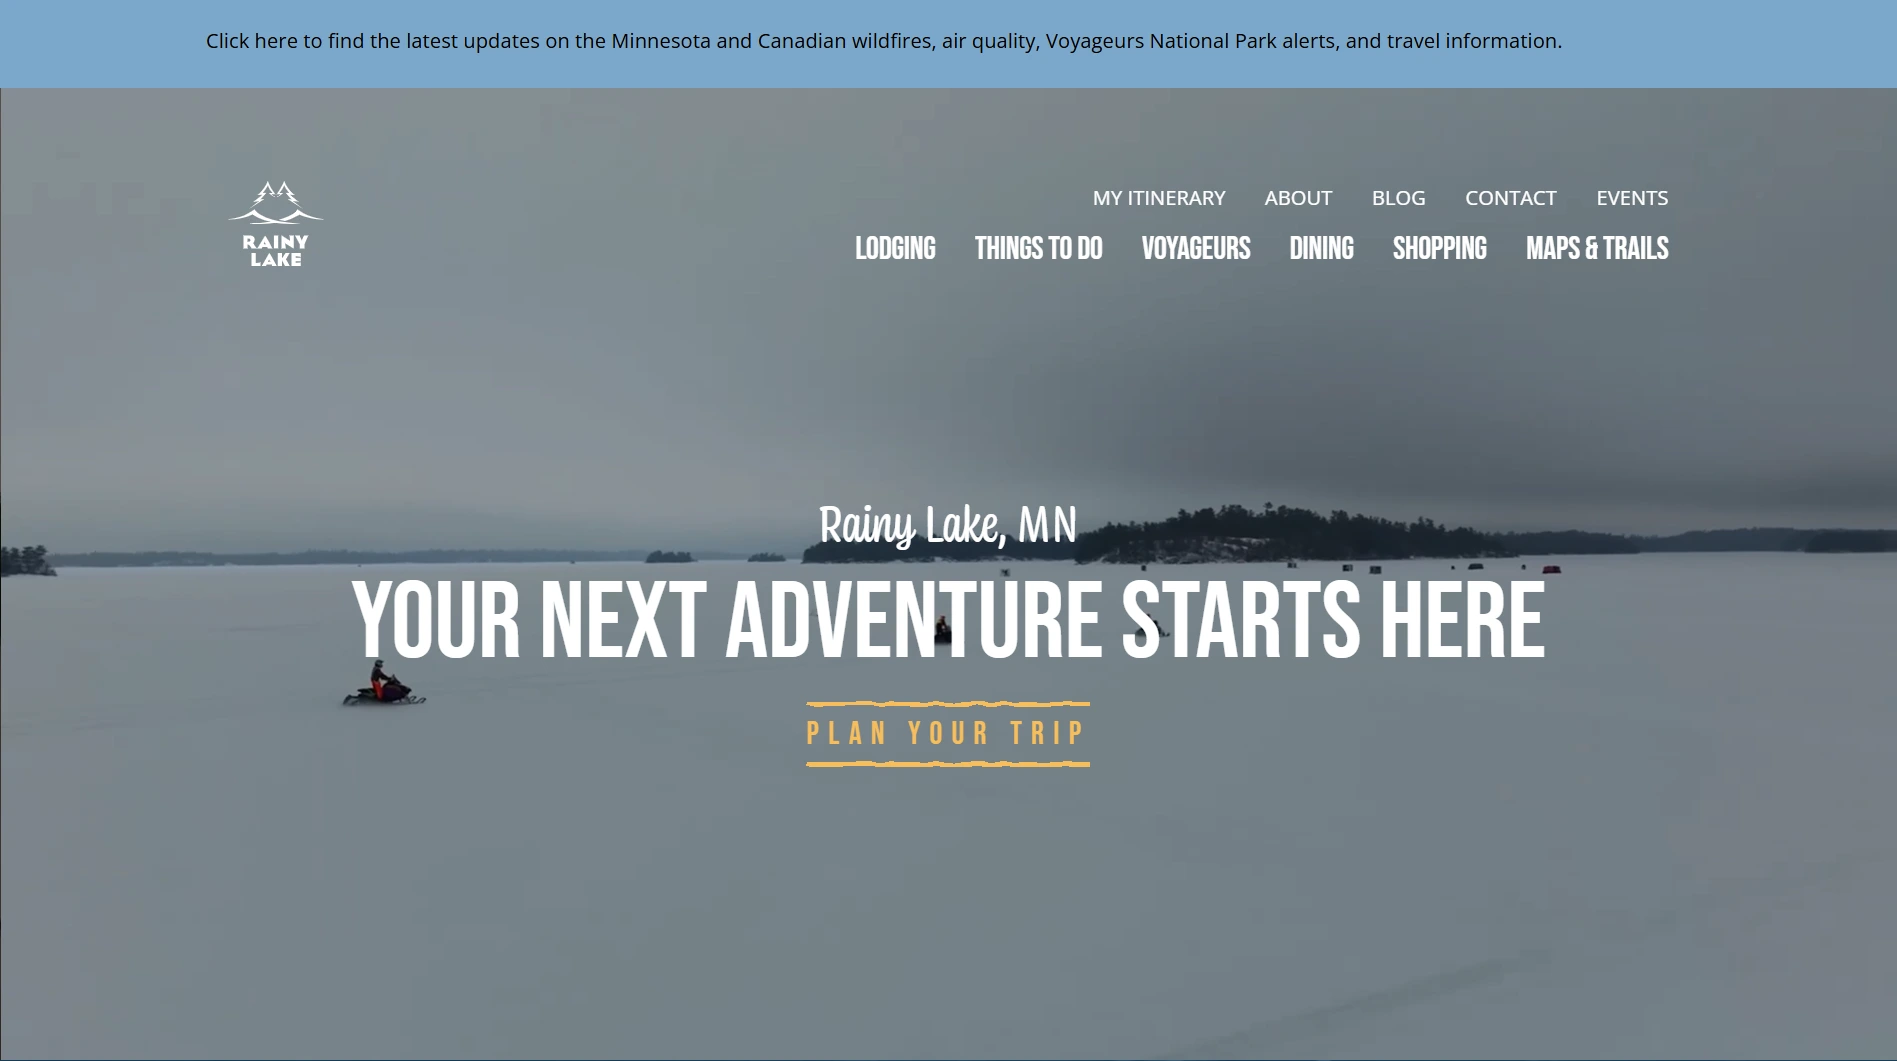 Click here to find the latest updates on the Minnesota and Canadian wildfires, air quality, Voyageurs National Park alerts, and travel information.
RAINY
LAKE
MY ITINERARY ABOUT BLOG CONTACT EVENTS
LODGING THINGS TO DO VOYAGEURS DINING SHOPPING MAPS & TRAILS
Rainy Lake, MN
YOUR NEXT ADVENTURE STARTS HERE
PLAN YOUR TRIP